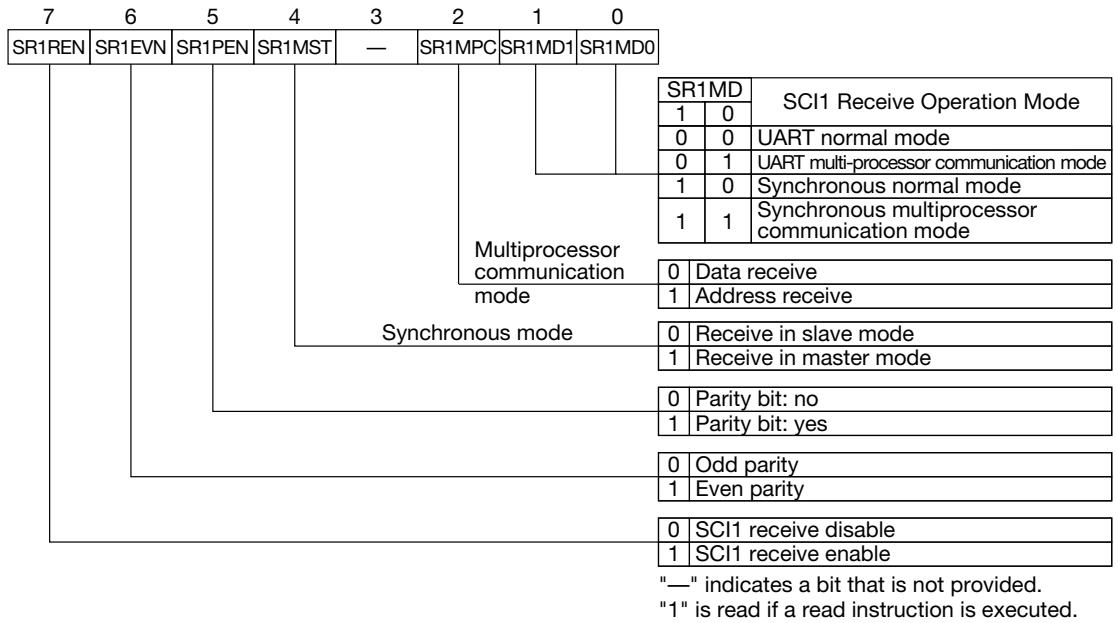 7 6 5 4 3 2 1 0
SR1REN SR1EVN SR1PEN SR1MST — SR1MPC SR1MD1 SR1MD0
SR1MD SCI1 Receive Operation Mode
1 0
0 0 UART normal mode
0 1 UART multi-processor communication mode
1 0 Synchronous normal mode
1 1 Synchronous multiprocessor
communication mode
Multiprocessor
communication
mode
0 Data receive
1 Address receive
Synchronous mode
0 Receive in slave mode
1 Receive in master mode
0 Parity bit: no
1 Parity bit: yes
0 Odd parity
1 Even parity
0 SCI1 receive disable
1 SCI1 receive enable
"—" indicates a bit that is not provided.
"1" is read if a read instruction is executed.